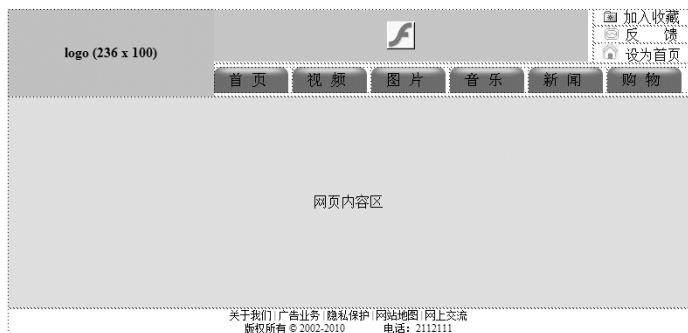 logo (236 x 100)
加入收藏
反 馈
设为首页
首 页 视 频 图 片 音 乐 新 闻 购 物
网页内容区
关于我们 | 广告业务 | 隐私保护 | 网站地图 | 网上交流
版权所有 © 2002-2010 电话：2112111